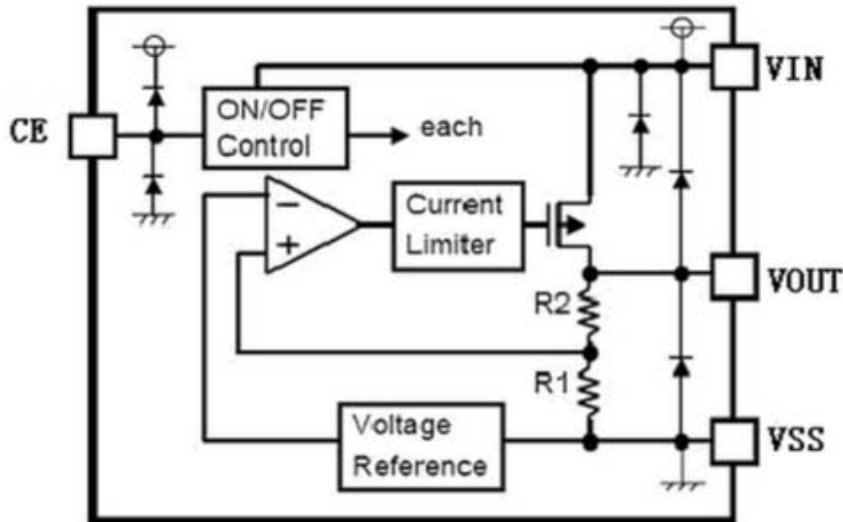 VIN
CE
ON/OFF
Control
each
−
+
Current
Limiter
VOUT
R2
R1
Voltage
Reference
VSS